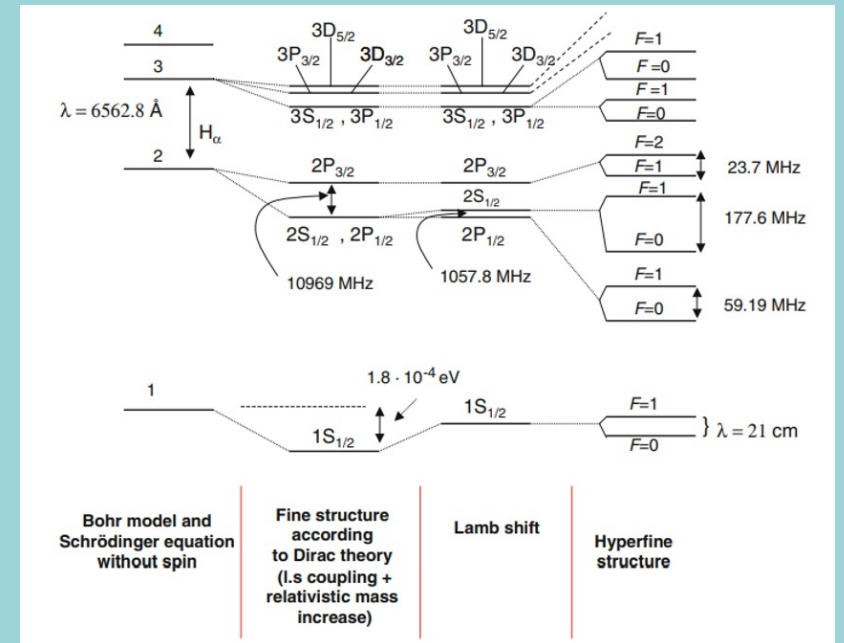 4
3
λ = 6562.8 Å
Hα
2
1
3D5/2
3P3/2 3D3/2
3S1/2 , 3P1/2
2P3/2
2S1/2 , 2P1/2
10969 MHz
1.8 · 10-4 eV
1S1/2
3D5/2
3P3/2 3D3/2
3S1/2 , 3P1/2
2P3/2
2S1/2
2P1/2
1057.8 MHz
1S1/2
F=1
F=0
F=1
F=0
F=2
F=1
F=1
F=0
F=1
F=0
F=1
F=0
23.7 MHz
177.6 MHz
59.19 MHz
} λ = 21 cm
Bohr model and
Schrödinger equation
without spin
Fine structure
according
to Dirac theory
(l.s coupling +
relativistic mass
increase)
Lamb shift
Hyperfine
structure